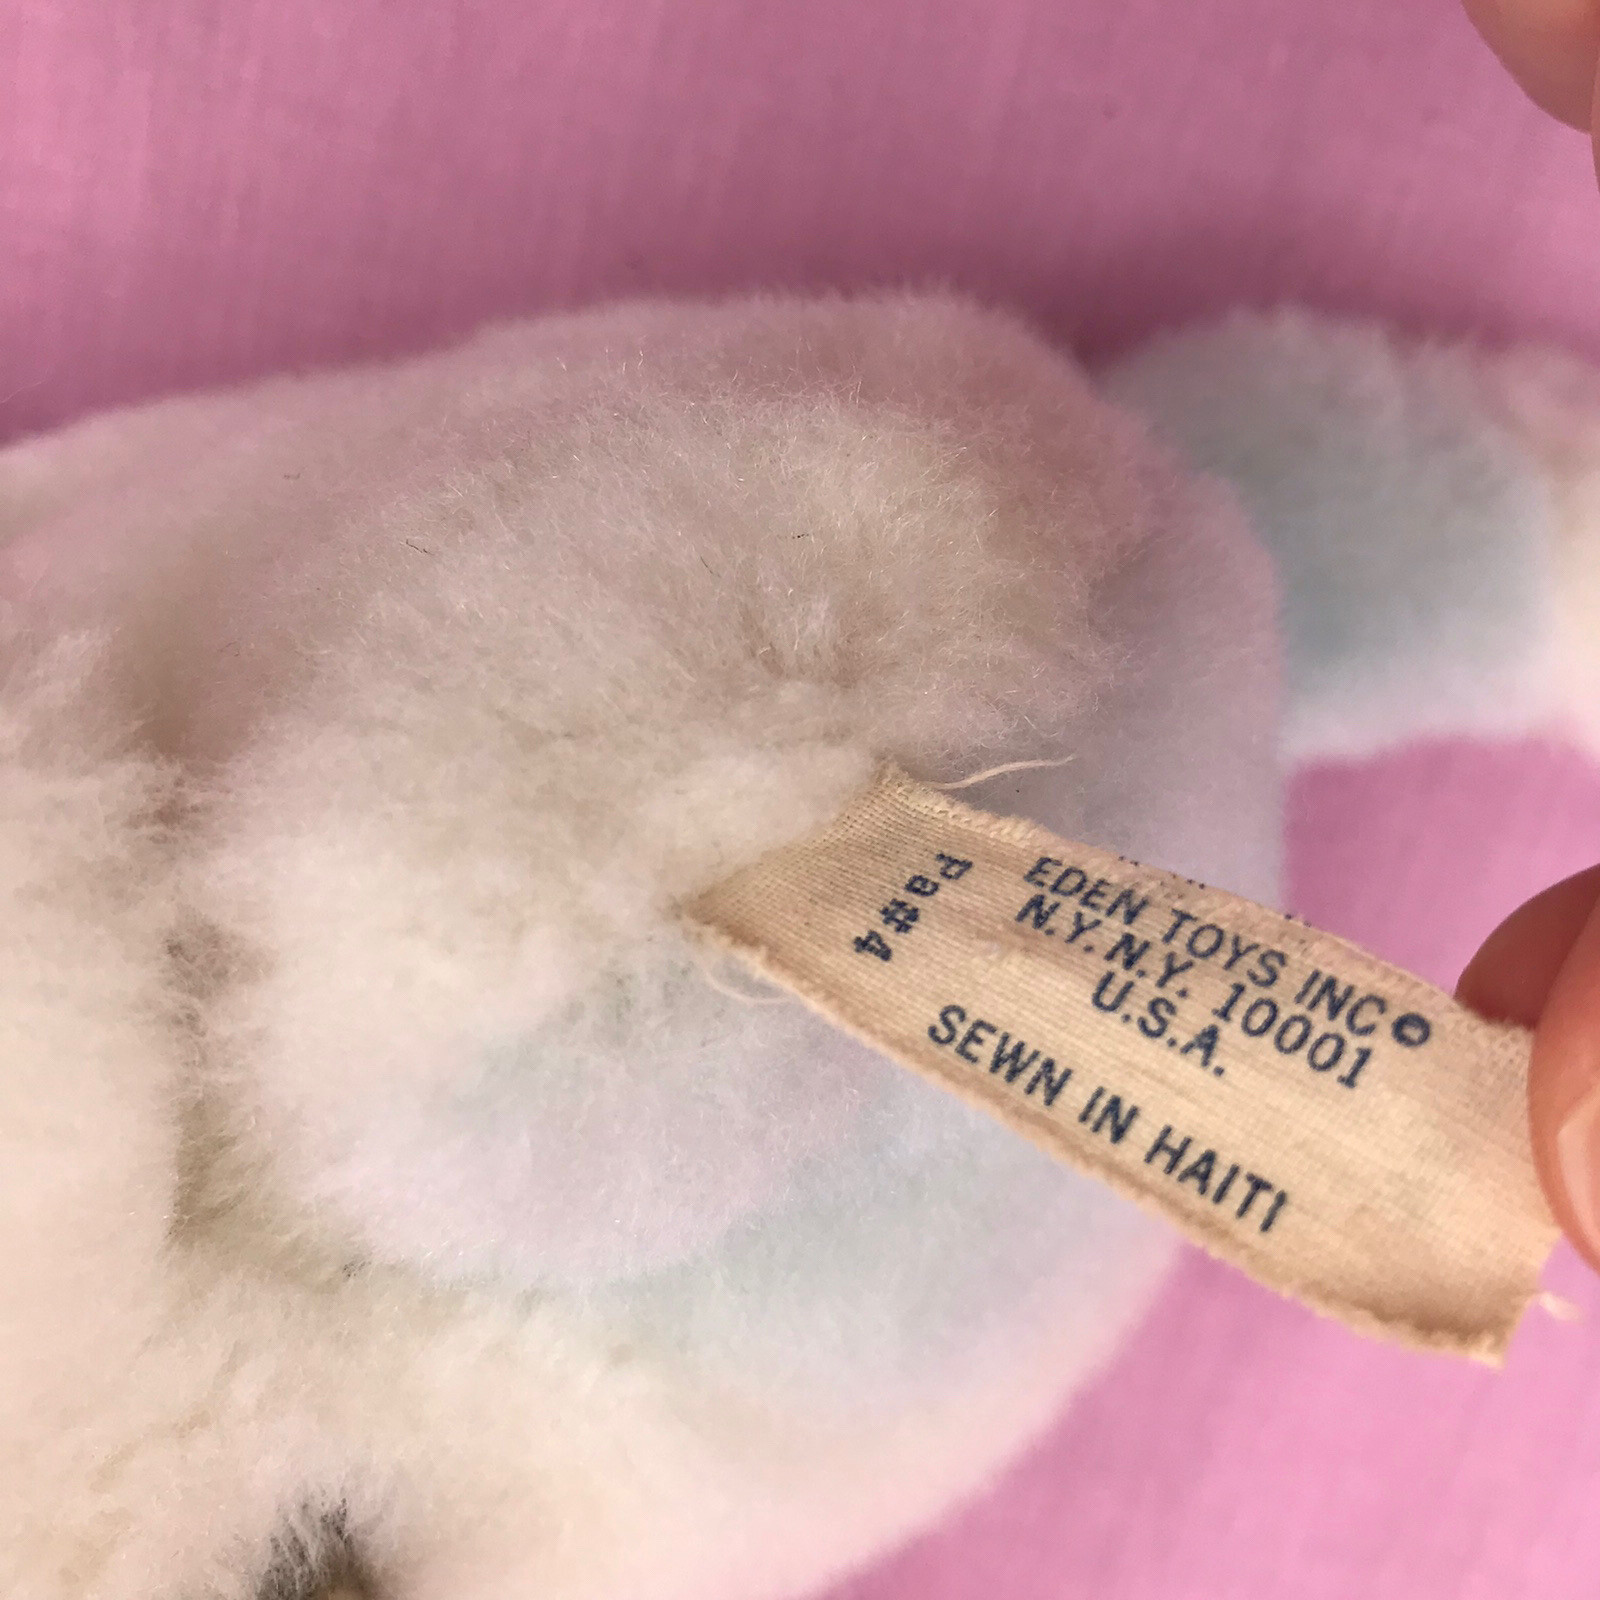 EDEN TOYS INC ©
N.Y. N.Y. 10001
U.S.A.
SEWN IN HAITI
Pa#4